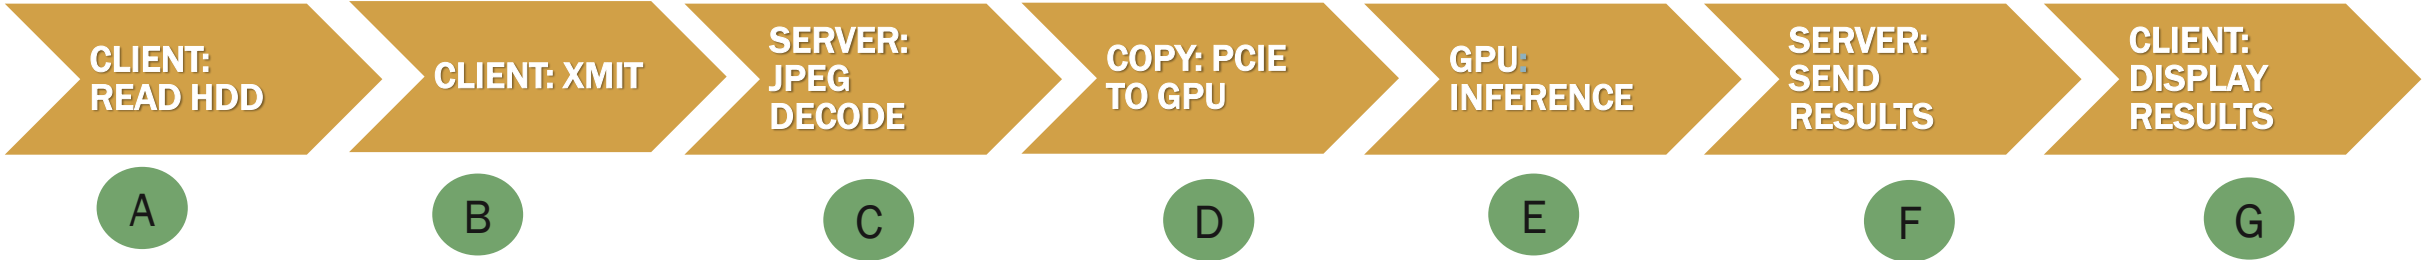 CLIENT:
READ HDD
CLIENT: XMIT
SERVER:
JPEG
DECODE
COPY: PCIE
TO GPU
GPU:
INFERENCE
SERVER:
SEND
RESULTS
CLIENT:
DISPLAY
RESULTS
A
B
C
D
E
F
G